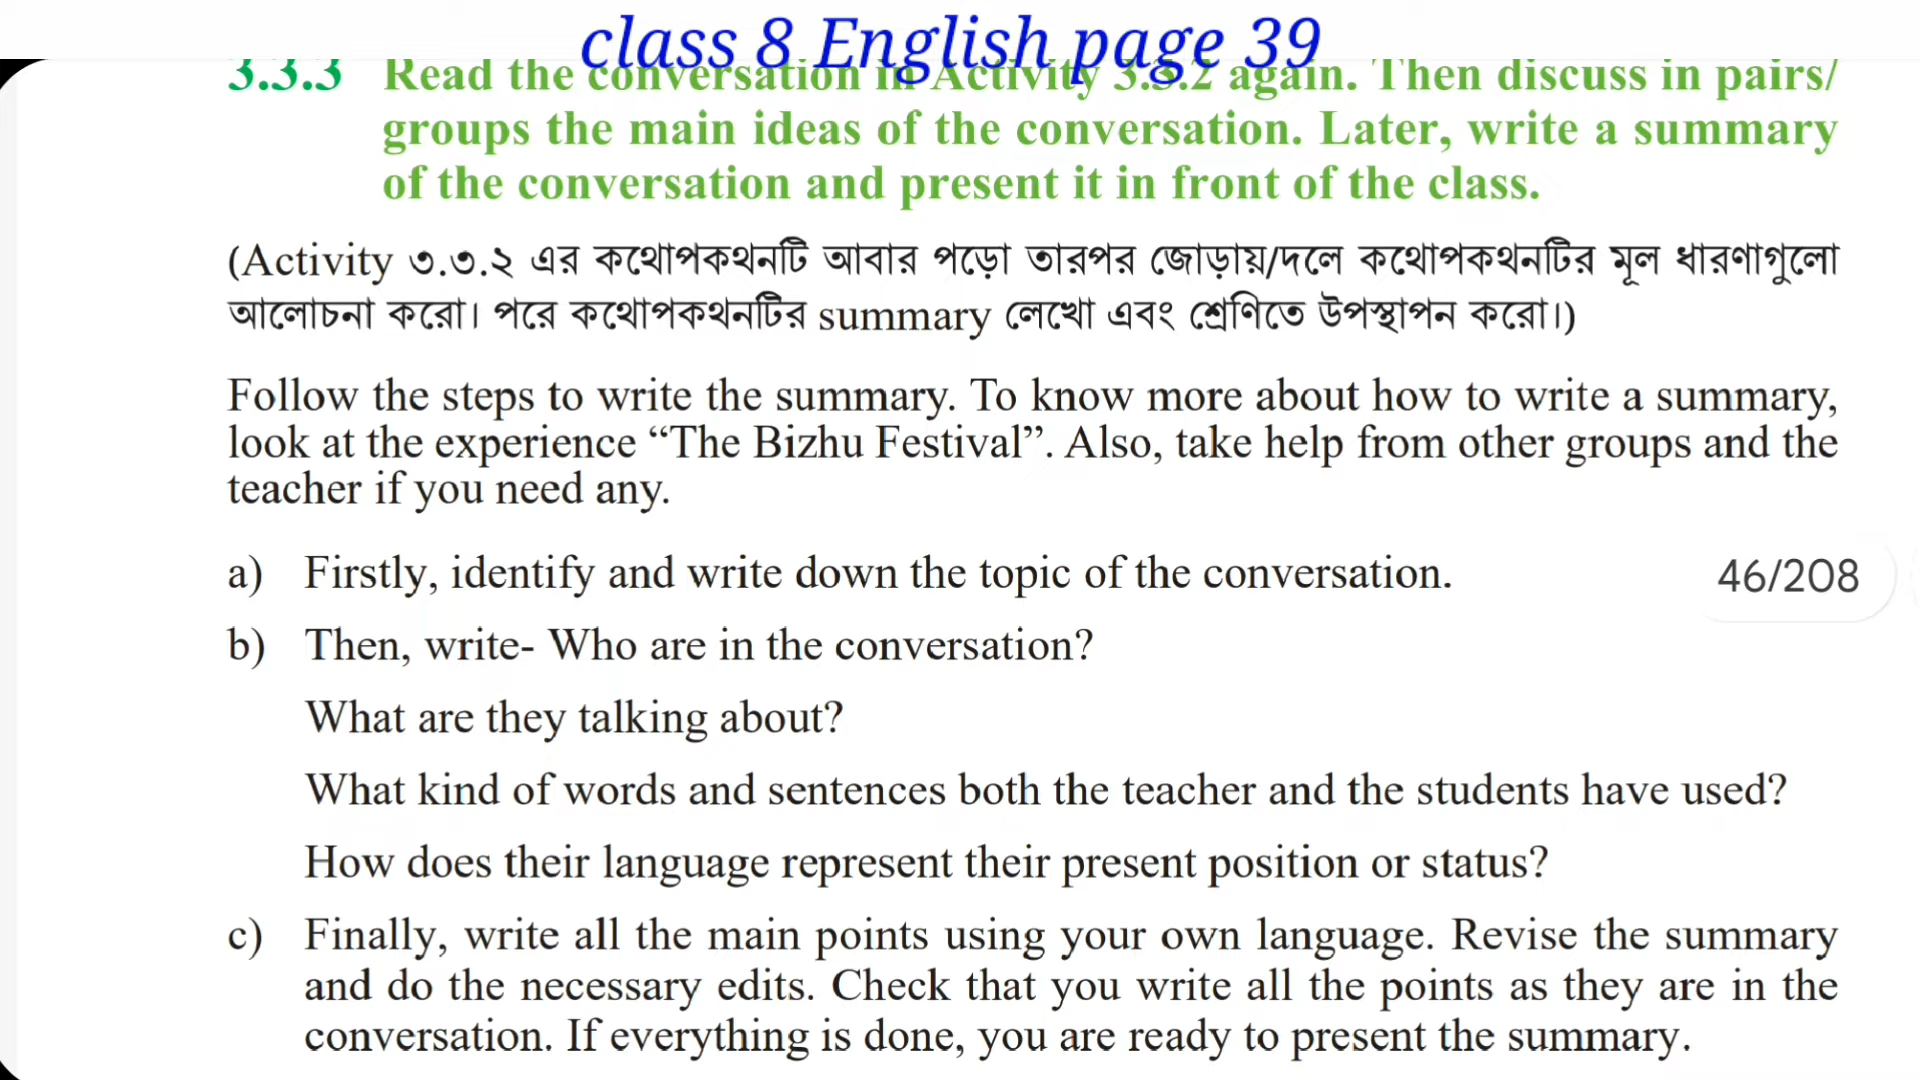 class 8 English page 39
3.3.3 Read the conversation in Activity 3.3.2 again. Then discuss in pairs/
groups the main ideas of the conversation. Later, write a summary
of the conversation and present it in front of the class.
(Activity ৩.৩.২ এর কথোপকথনটি আবার পড়ো তারপর জোড়ায়/দলে কথোপকথনটির মূল ধারণাগুলো
আলোচনা করো। পরে কথোপকথনটির summary লেখো এবং শ্রেণিতে উপস্থাপন করো।)
Follow the steps to write the summary. To know more about how to write a summary,
look at the experience “The Bizhu Festival”. Also, take help from other groups and the
teacher if you need any.
a) Firstly, identify and write down the topic of the conversation.
46/208
b) Then, write- Who are in the conversation?
What are they talking about?
What kind of words and sentences both the teacher and the students have used?
How does their language represent their present position or status?
c) Finally, write all the main points using your own language. Revise the summary
and do the necessary edits. Check that you write all the points as they are in the
conversation. If everything is done, you are ready to present the summary.